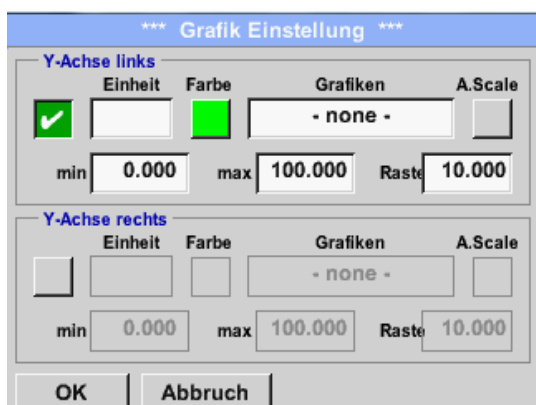 *** Grafik Einstellung ***
Y-Achse links
Einheit Farbe Grafiken A.Scale
- none -
min 0.000 max 100.000 Raste 10.000
Y-Achse rechts
Einheit Farbe Grafiken A.Scale
- none -
min 0.000 max 100.000 Raste 10.000
OK Abbruch